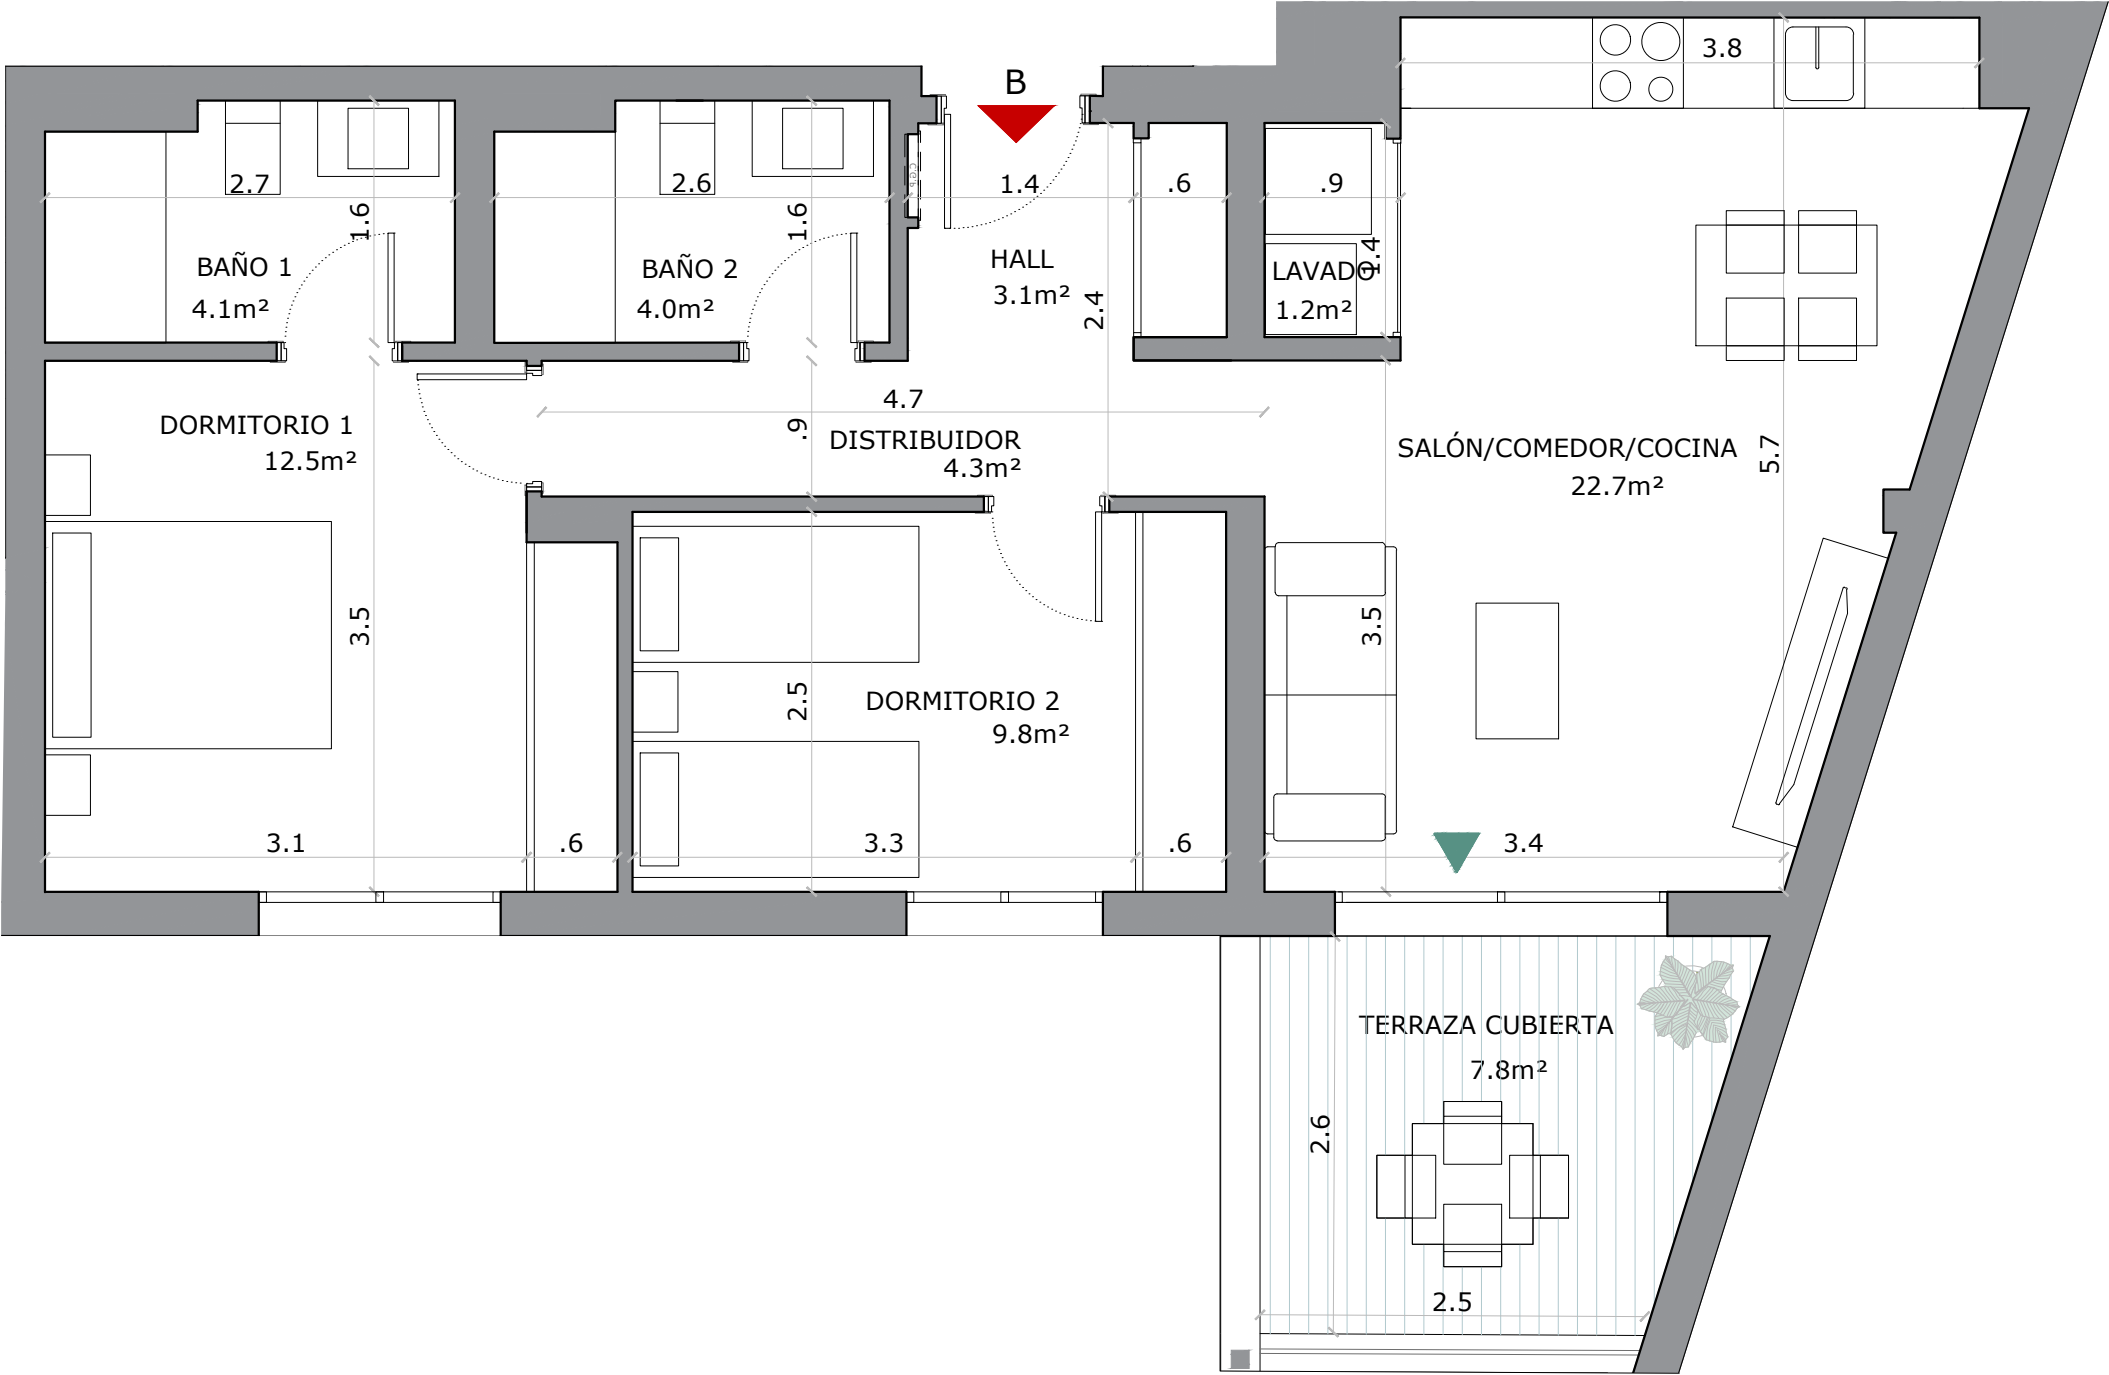 B
3.8
2.7
1.6
2.6
1.6
1.4
.6
.9
1.4
BAÑO 1
4.1m²
BAÑO 2
4.0m²
HALL
3.1m²
2.4
LAVADO
1.2m²
4.7
.9
DORMITORIO 1
12.5m²
DISTRIBUIDOR
4.3m²
SALÓN/COMEDOR/COCINA
22.7m²
5.7
3.5
3.5
2.5
DORMITORIO 2
9.8m²
3.1
.6
3.3
.6
3.4
TERRAZA CUBIERTA
7.8m²
2.6
2.5